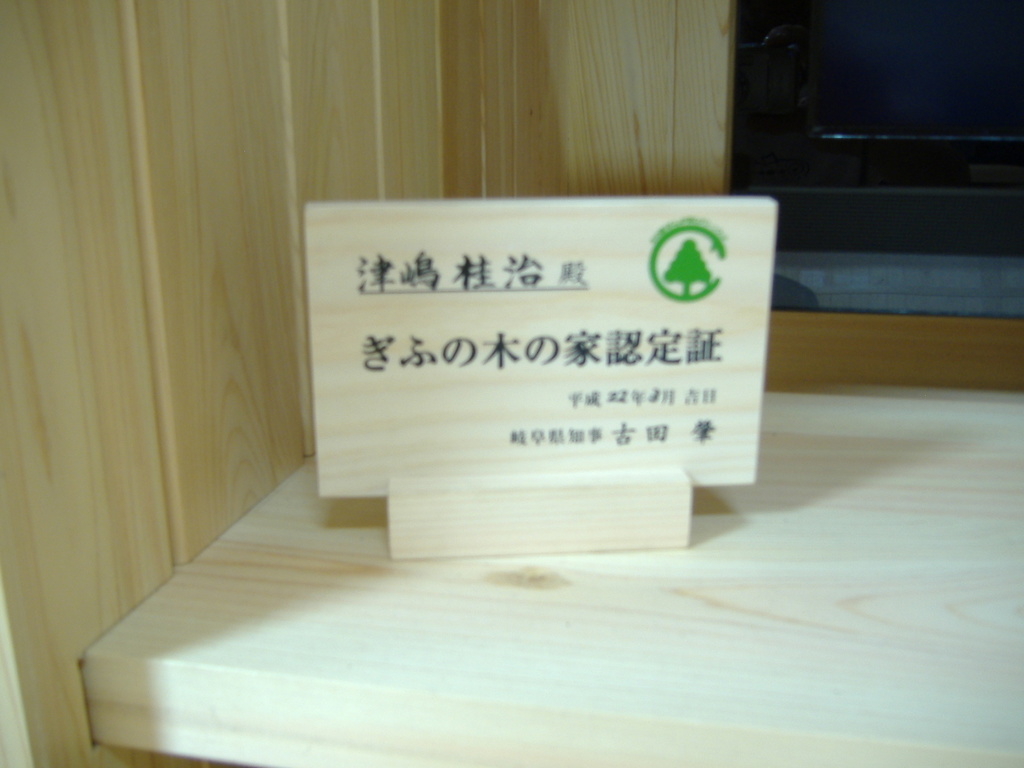 津嶋 桂治 殿
ぎふの木の家認定証
平成22年3月 吉日
岐阜県知事 古田 肇